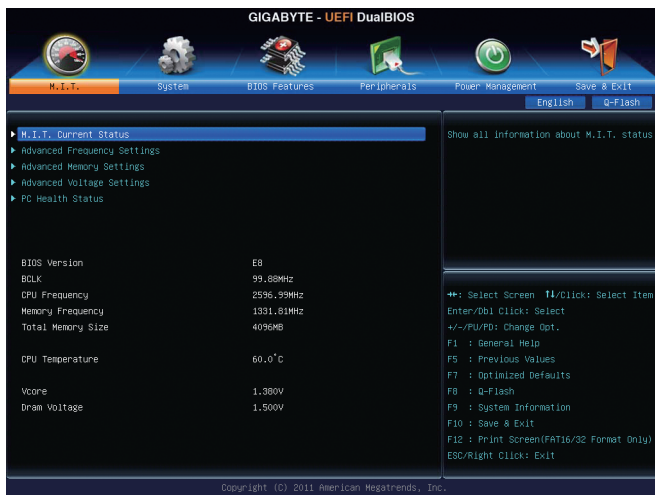 GIGABYTE - UEFI DualBIOS
M.I.T. System BIOS Features Peripherals Power Management Save & Exit
English Q-Flash
M.I.T. Current Status
Advanced Frequency Settings
Advanced Memory Settings
Advanced Voltage Settings
PC Health Status
BIOS Version E8
BCLK 99.88MHz
CPU Frequency 2596.99MHz
Memory Frequency 1331.81MHz
Total Memory Size 4096MB
CPU Temperature 60.0°C
Vcore 1.380V
Dram Voltage 1.500V
Show all information about M.I.T. status
→←: Select Screen ↑↓/Click: Select Item
Enter/Dbl Click: Select
+/-/PU/PD: Change Opt.
F1 : General Help
F5 : Previous Values
F7 : Optimized Defaults
F8 : Q-Flash
F9 : System Information
F10 : Save & Exit
F12 : Print Screen(FAT16/32 Format Only)
ESC/Right Click: Exit
Copyright (C) 2011 American Megatrends, Inc.